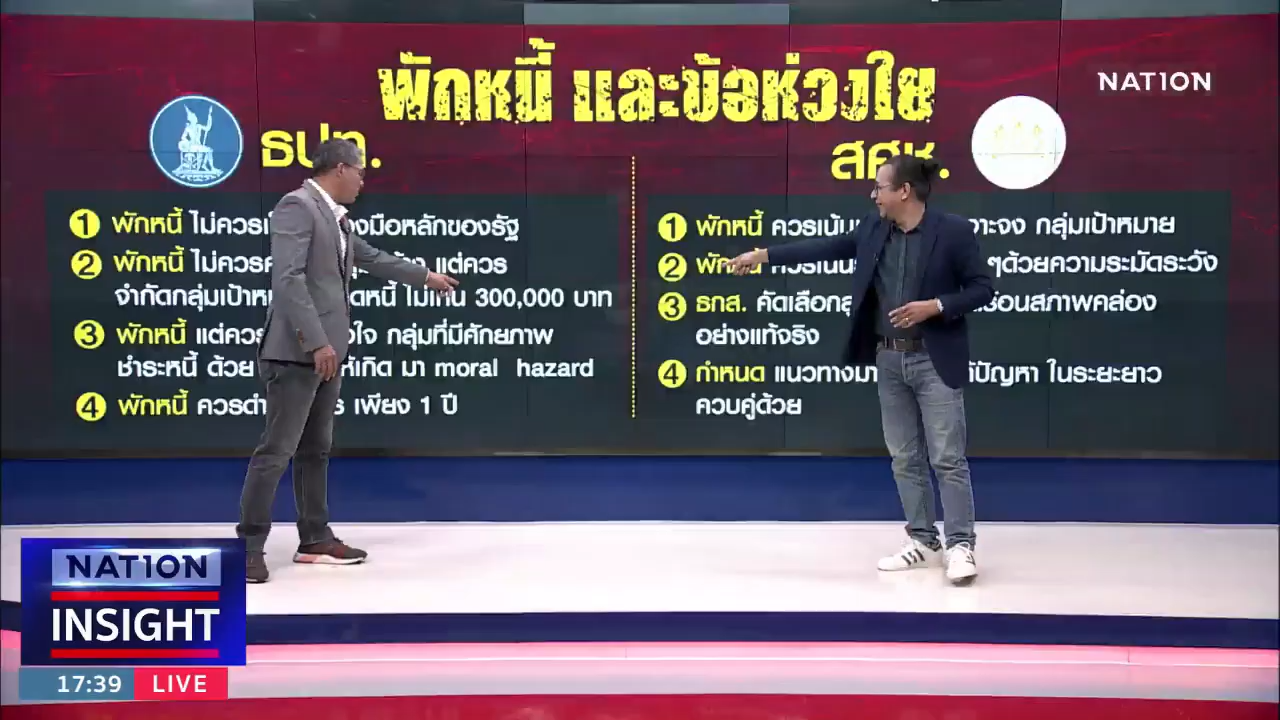 พักหนี้ และข้อห่วงใย
NATION
ธปท.
1 พักหนี้ ไม่ควร มือหลักของรัฐ
2 พักหนี้ ไม่ควร แต่ควร
จำกัดกลุ่มเป้า หนี้ ไม่เกิน 300,000 บาท
3 พักหนี้ แต่ควร กลุ่มที่มีศักยภาพ
ชำระหนี้ ด้วย ให้เกิด มา moral hazard
4 พักหนี้ เพียง 1 ปี
สศช.
1 พักหนี้ ควรเน้น กลุ่มเป้าหมาย
2 พักหนี้ ๆด้วยความระมัดระวัง
3 ธกส. คัดเลือก สภาพคล่อง
อย่างแท้จริง
4 กำหนด แนวทาง ปัญหา ในระยะยาว
ควบคู่ด้วย
NATION
INSIGHT
17:39 LIVE